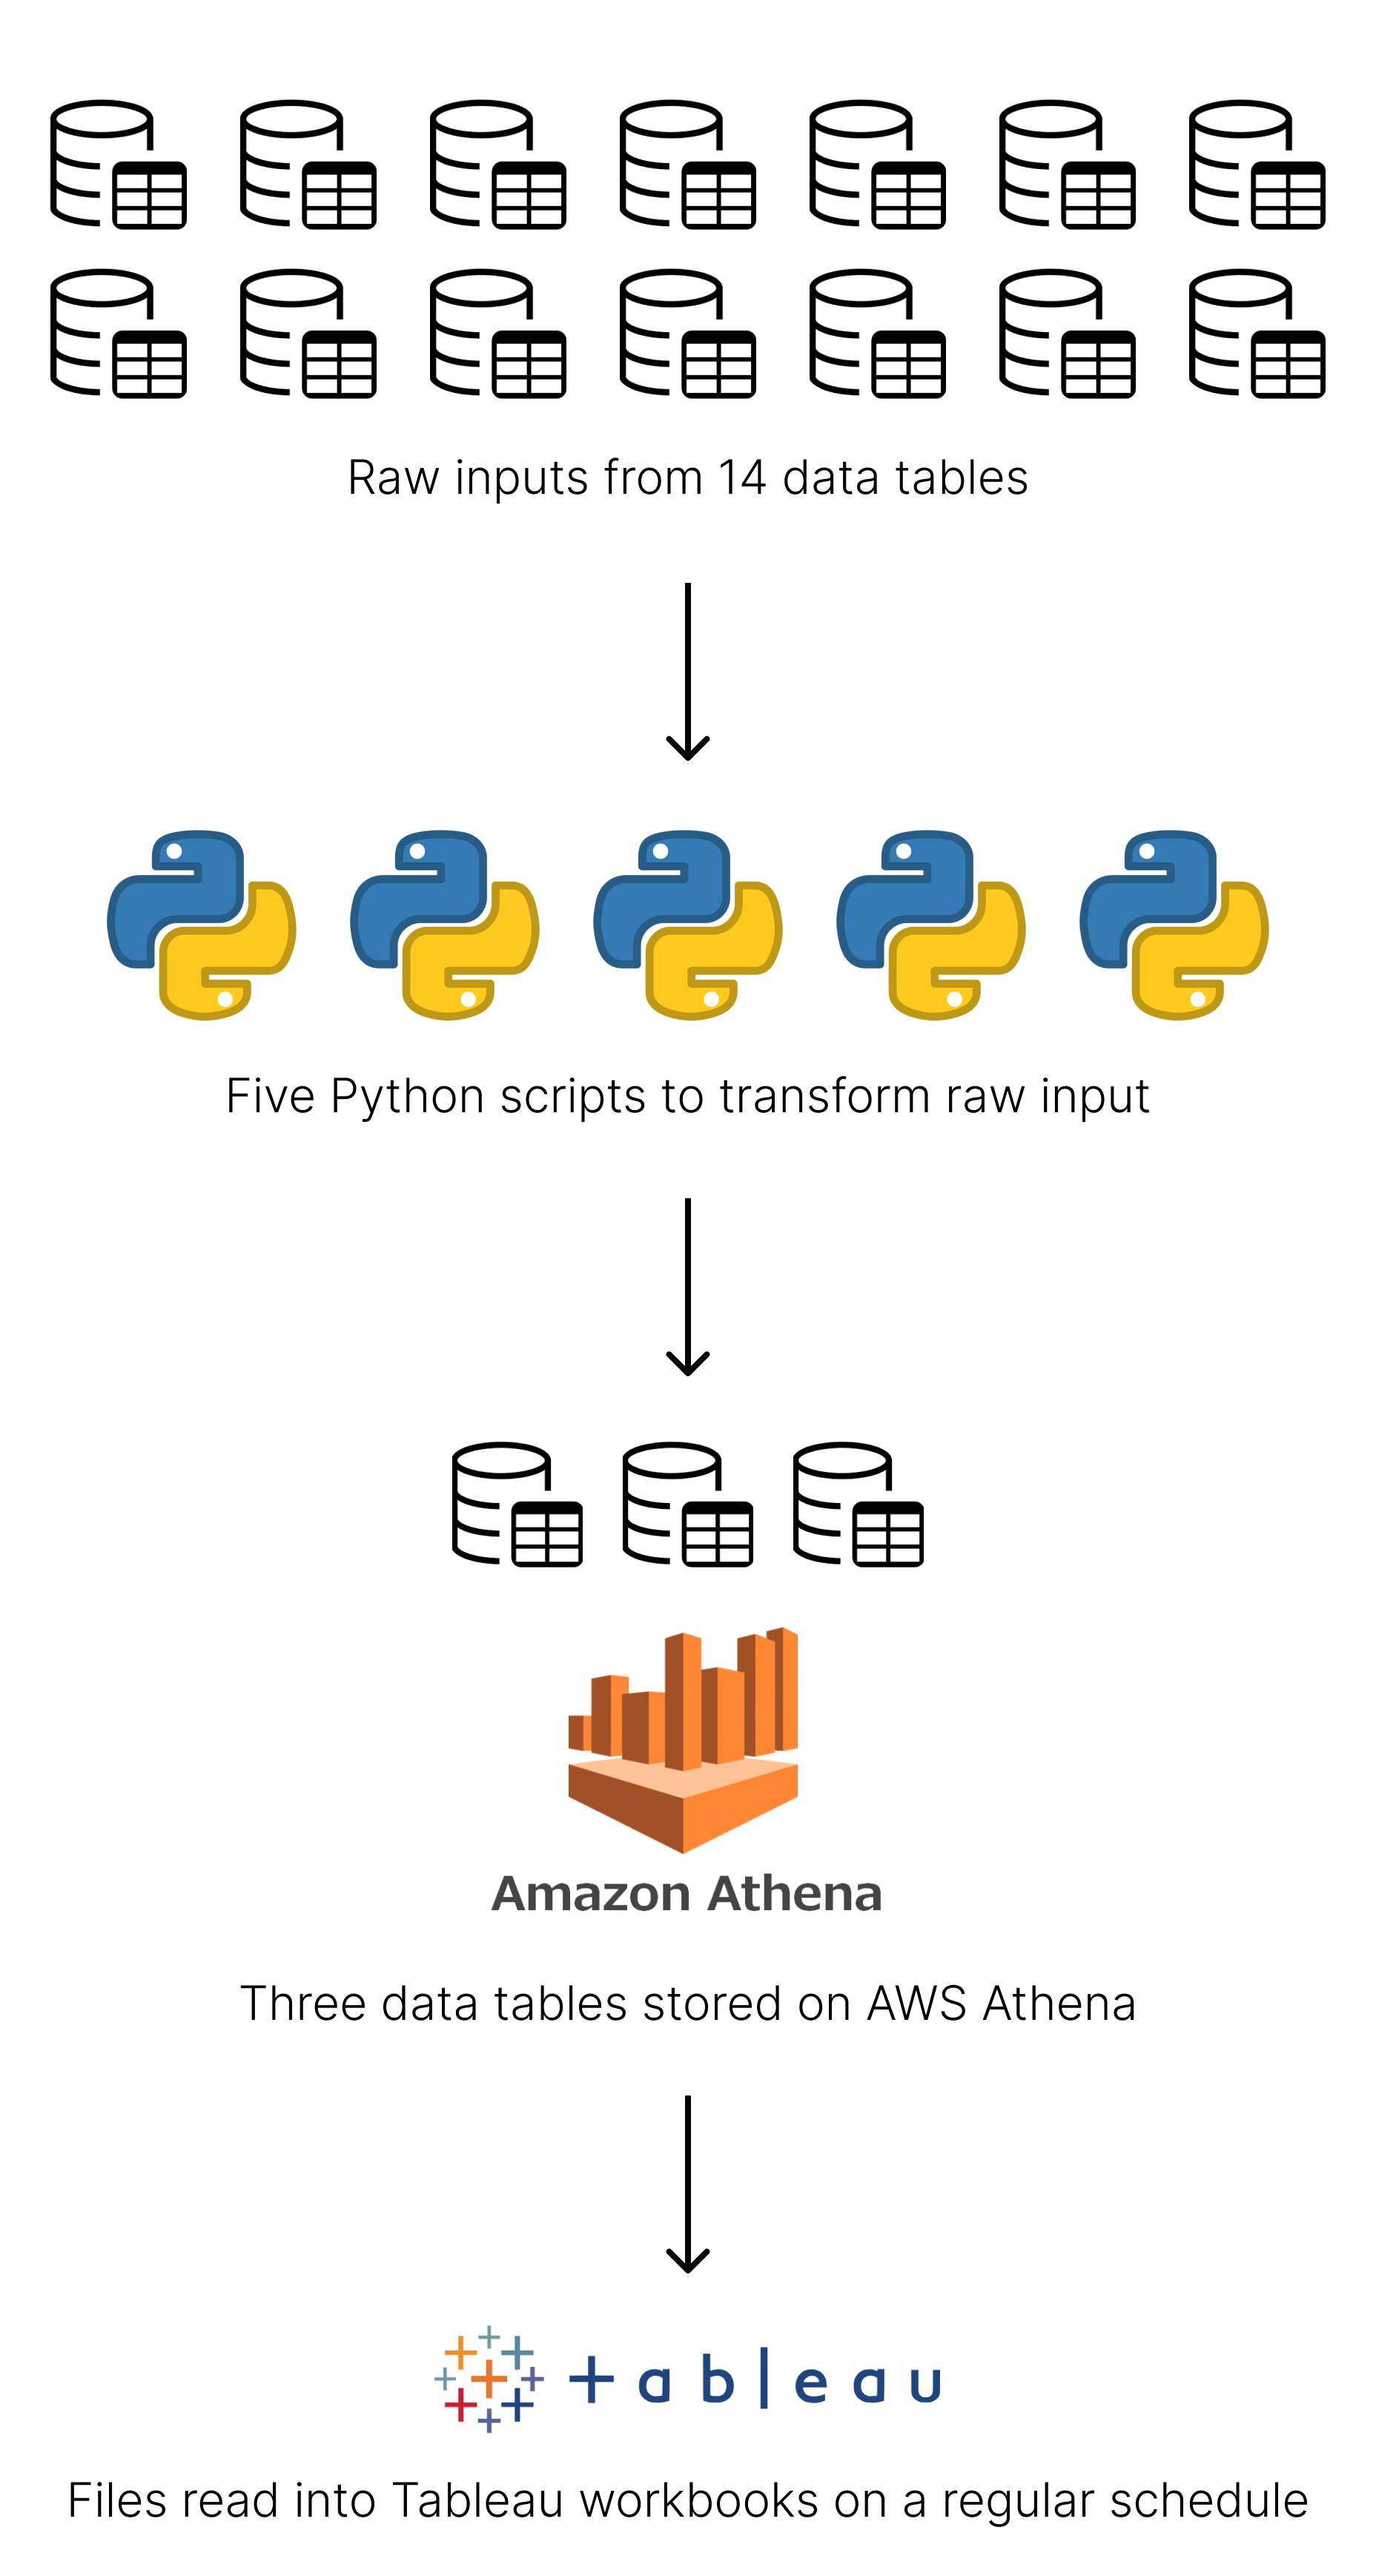 Raw inputs from 14 data tables
Five Python scripts to transform raw input
Amazon Athena
Three data tables stored on AWS Athena
+ableau
Files read into Tableau workbooks on a regular schedule